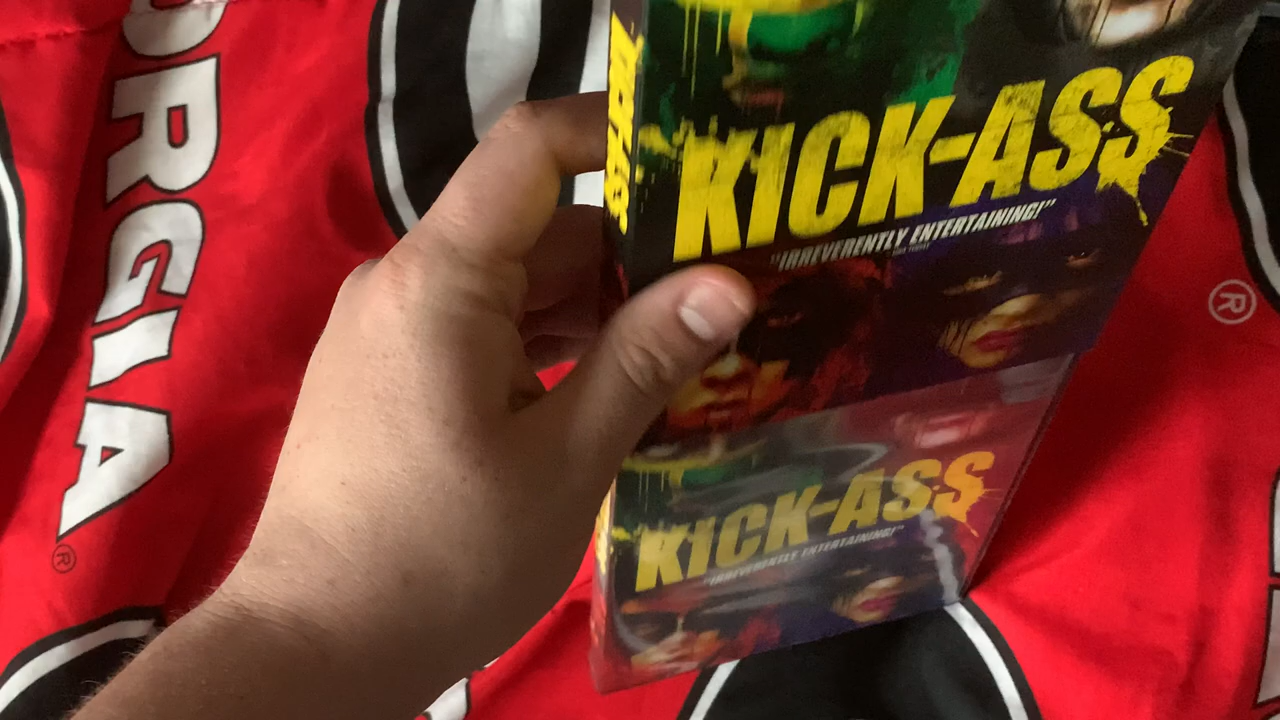 ORGIA
®
KICK-ASS
"IRREVERENTLY ENTERTAINING!"
®
KICK-ASS
"IRREVERENTLY ENTERTAINING!"